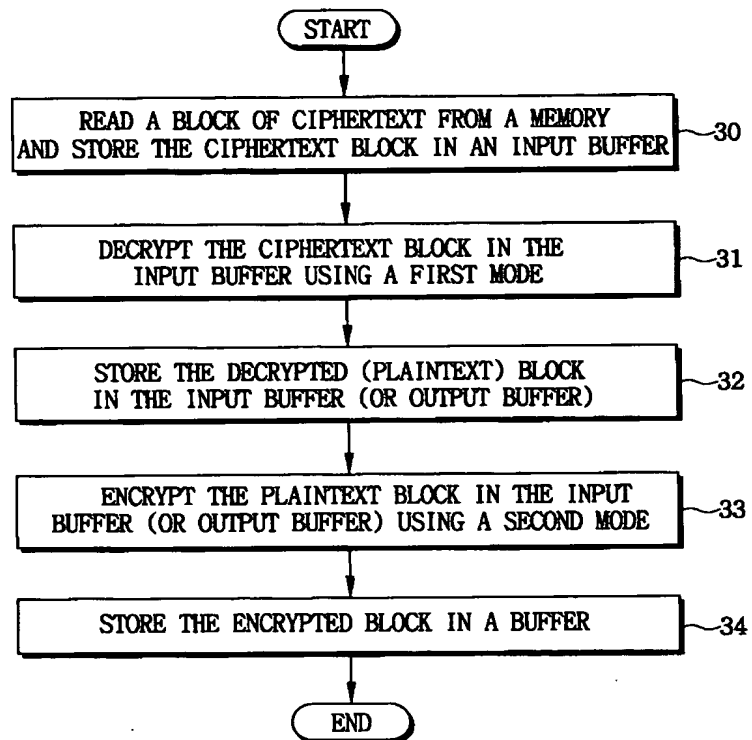 START
READ A BLOCK OF CIPHERTEXT FROM A MEMORY
AND STORE THE CIPHERTEXT BLOCK IN AN INPUT BUFFER
30
DECRYPT THE CIPHERTEXT BLOCK IN THE
INPUT BUFFER USING A FIRST MODE
31
STORE THE DECRYPTED (PLAINTEXT) BLOCK
IN THE INPUT BUFFER (OR OUTPUT BUFFER)
32
ENCRYPT THE PLAINTEXT BLOCK IN THE INPUT
BUFFER (OR OUTPUT BUFFER) USING A SECOND MODE
33
STORE THE ENCRYPTED BLOCK IN A BUFFER
34
END